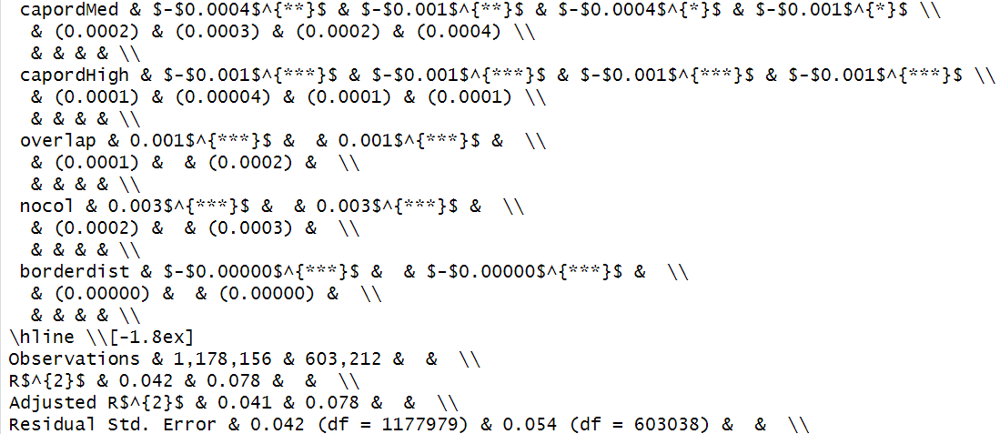 capordMed & $-$0.0004$^{**}$ & $-$0.001$^{**}$ & $-$0.0004$^{*}$ & $-$0.001$^{*}$ \\
& (0.0002) & (0.0003) & (0.0002) & (0.0004) \\
& & & & \\
capordHigh & $-$0.001$^{***}$ & $-$0.001$^{***}$ & $-$0.001$^{***}$ & $-$0.001$^{***}$ \\
& (0.0001) & (0.00004) & (0.0001) & (0.0001) \\
& & & & \\
overlap & 0.001$^{***}$ &  & 0.001$^{***}$ &  \\
& (0.0001) &  & (0.0002) &  \\
& & & & \\
nocol & 0.003$^{***}$ &  & 0.003$^{***}$ &  \\
& (0.0002) &  & (0.0003) &  \\
& & & & \\
borderdist & $-$0.00000$^{***}$ &  & $-$0.00000$^{***}$ &  \\
& (0.00000) &  & (0.00000) &  \\
& & & & \\
\hline \\[-1.8ex]
Observations & 1,178,156 & 603,212 &  &  \\
R$^{2}$ & 0.042 & 0.078 &  &  \\
Adjusted R$^{2}$ & 0.041 & 0.078 &  &  \\
Residual Std. Error & 0.042 (df = 1177979) & 0.054 (df = 603038) &  &  \\